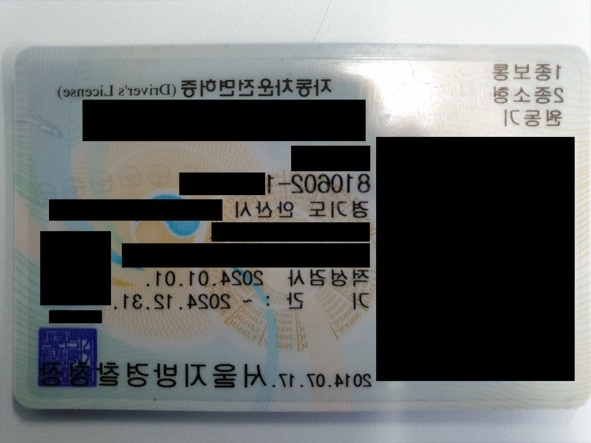 자동차운전면허증 (Driver's License)
1종보통
2종소형
원동기
810602-1
경기도 안산시
적성검사 2024.01.01.
기 간 : ~ 2024.12.31.
2014.07.17. 서울지방경찰청장